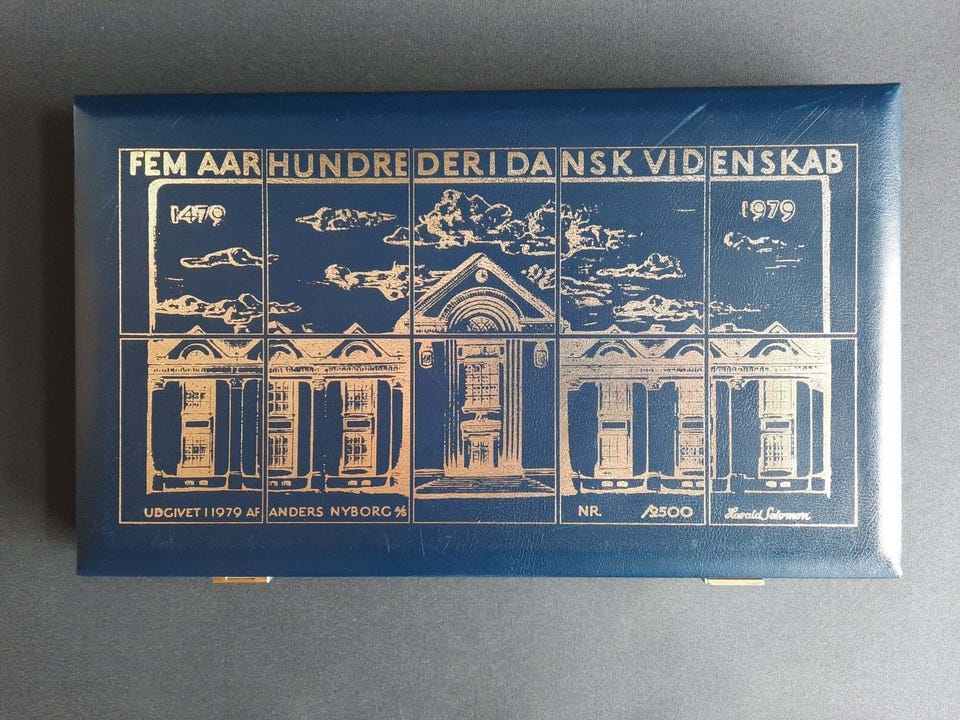 FEM AARHUNDREDER I DANSK VIDENSKAB
1479 1979
UDGIVET I 1979 AF ANDERS NYBORG A/S NR. /2500 Harald Salomon